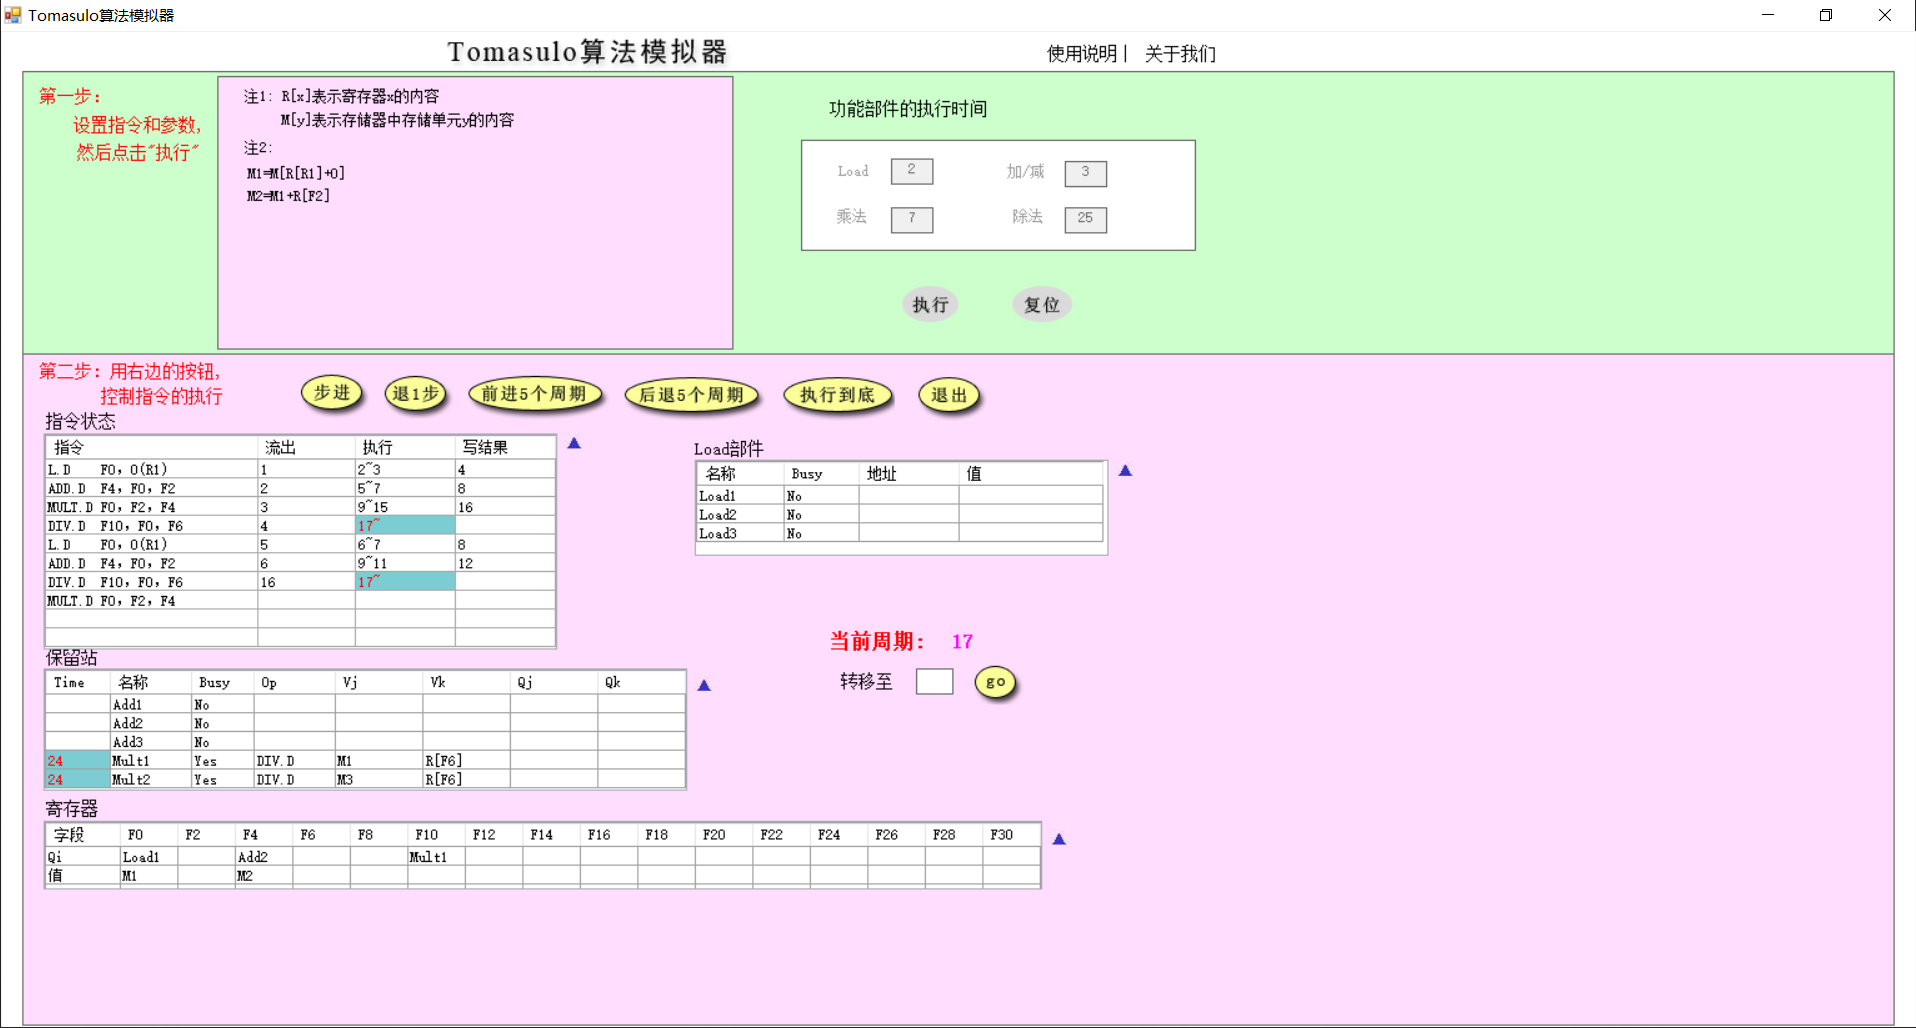 Tomasulo算法模拟器
Tomasulo算法模拟器
使用说明 | 关于我们
第一步:
设置指令和参数,
然后点击"执行"
注1: R[x]表示寄存器x的内容
M[y]表示存储器中存储单元y的内容
注2:
M1=M[R[R1]+0]
M2=M1+R[F2]
功能部件的执行时间
Load 2 加/减 3
乘法 7 除法 25
执行 复位
第二步: 用右边的按钮,
控制指令的执行
步进 退1步 前进5个周期 后退5个周期 执行到底 退出
指令状态
指令 流出 执行 写结果
L.D F0, 0(R1) 1 2~3 4
ADD.D F4, F0, F2 2 5~7 8
MULT.D F0, F2, F4 3 9~15 16
DIV.D F10, F0, F6 4 17~
L.D F0, 0(R1) 5 6~7 8
ADD.D F4, F0, F2 6 9~11 12
DIV.D F10, F0, F6 16 17~
MULT.D F0, F2, F4
Load部件
名称 Busy 地址 值
Load1 No
Load2 No
Load3 No
当前周期: 17
转移至 go
保留站
Time 名称 Busy Op Vj Vk Qj Qk
Add1 No
Add2 No
Add3 No
24 Mult1 Yes DIV.D M1 R[F6]
24 Mult2 Yes DIV.D M3 R[F6]
寄存器
字段 F0 F2 F4 F6 F8 F10 F12 F14 F16 F18 F20 F22 F24 F26 F28 F30
Qi Load1 Add2 Mult1
值 M1 M2